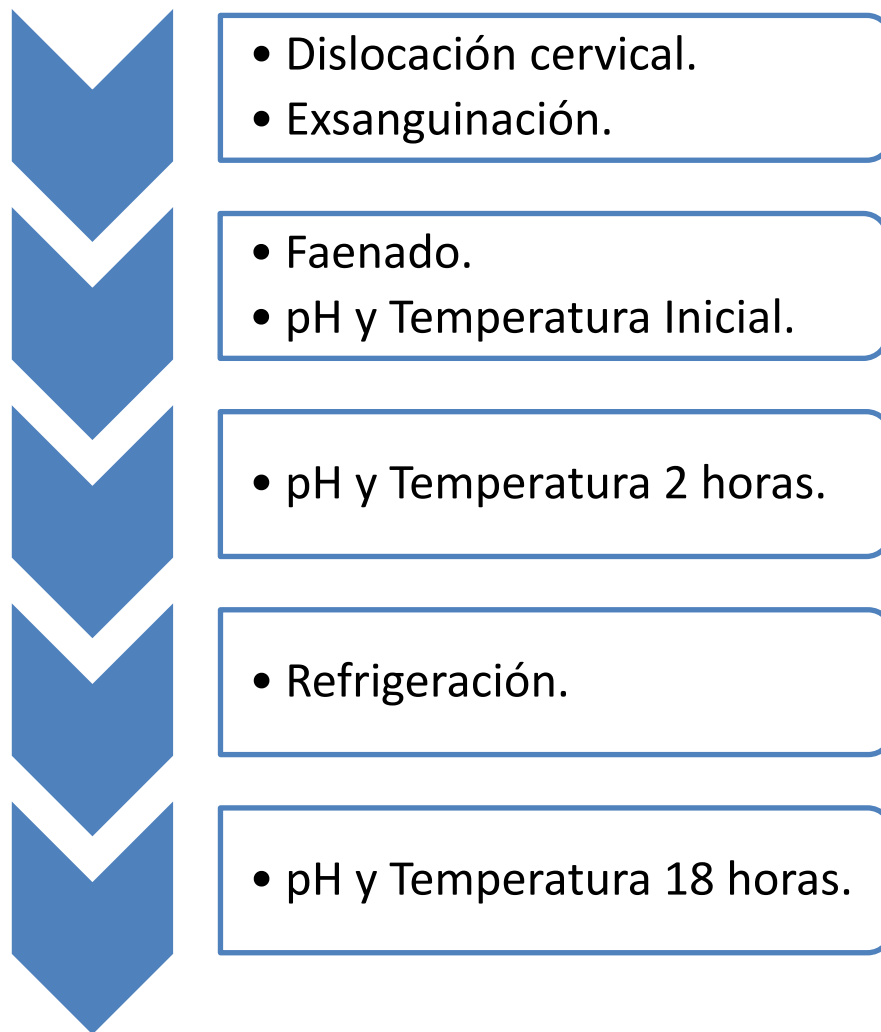 • Dislocación cervical.
• Exsanguinación.
• Faenado.
• pH y Temperatura Inicial.
• pH y Temperatura 2 horas.
• Refrigeración.
• pH y Temperatura 18 horas.